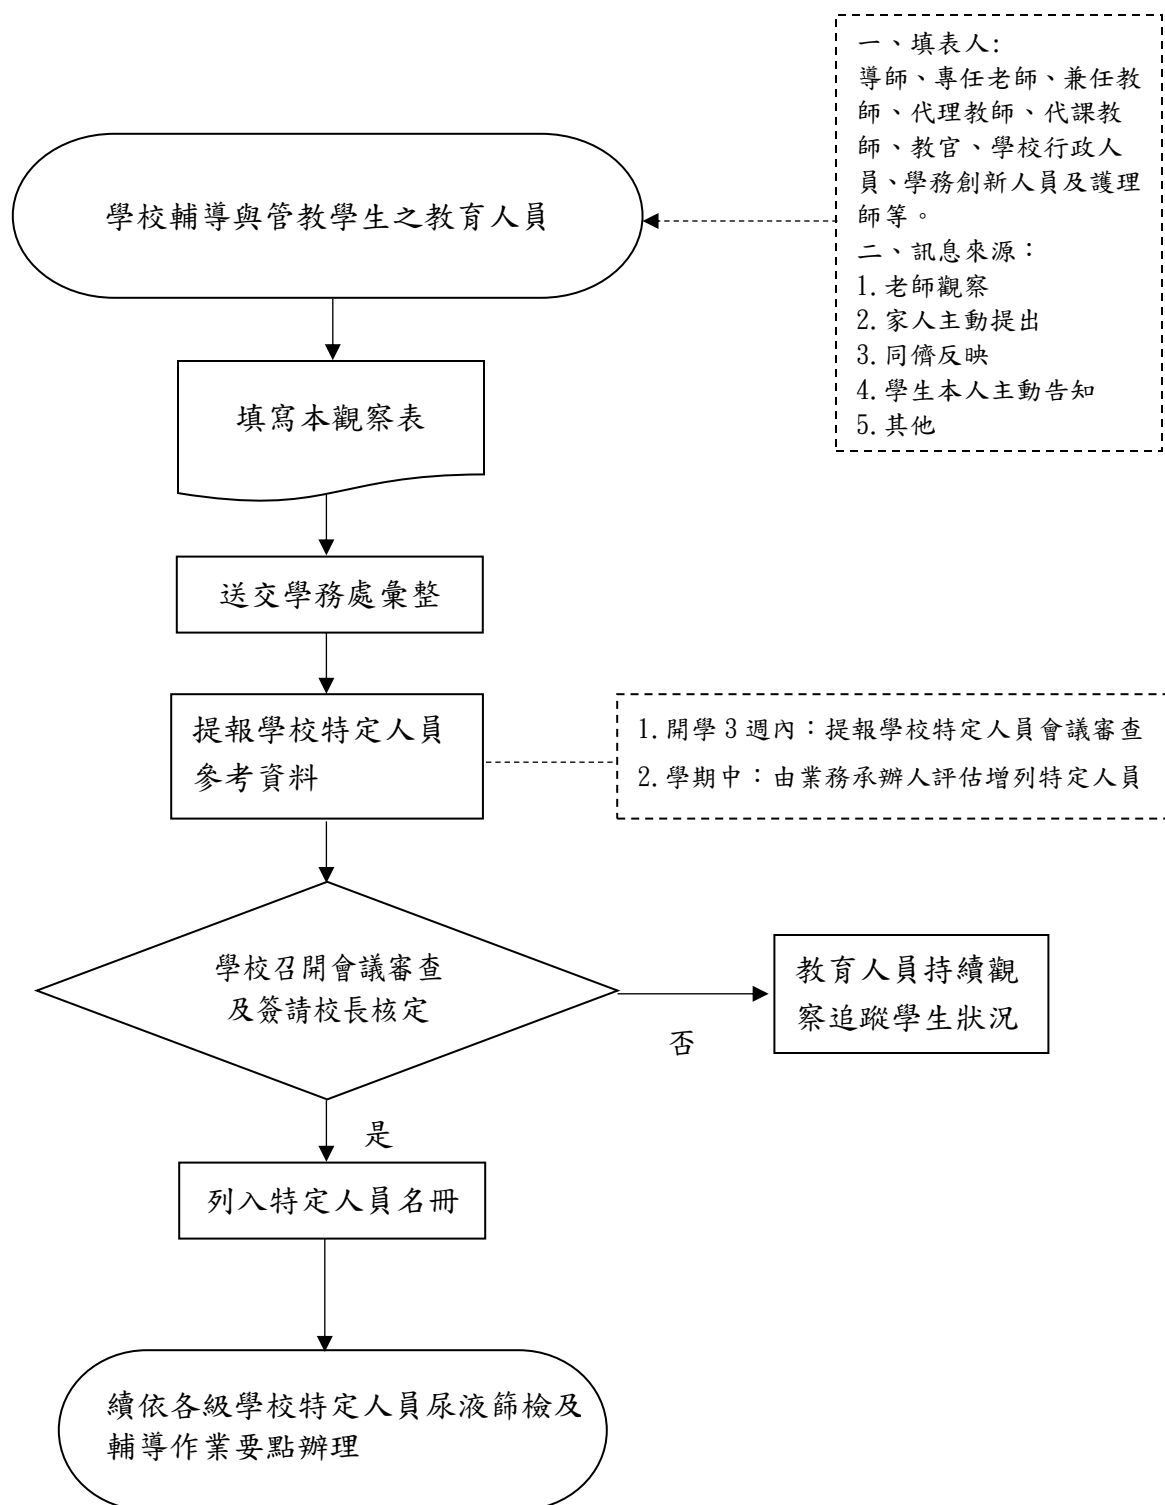 一、填表人:
導師、專任老師、兼任教
師、代理教師、代課教
師、教官、學校行政人
員、學務創新人員及護理
師等。
二、訊息來源：
1.老師觀察
2.家人主動提出
3.同儕反映
4.學生本人主動告知
5.其他
學校輔導與管教學生之教育人員
填寫本觀察表
送交學務處彙整
提報學校特定人員
參考資料
1.開學3週內：提報學校特定人員會議審查
2.學期中：由業務承辦人評估增列特定人員
學校召開會議審查
及簽請校長核定
否
教育人員持續觀
察追蹤學生狀況
是
列入特定人員名冊
續依各級學校特定人員尿液篩檢及
輔導作業要點辦理